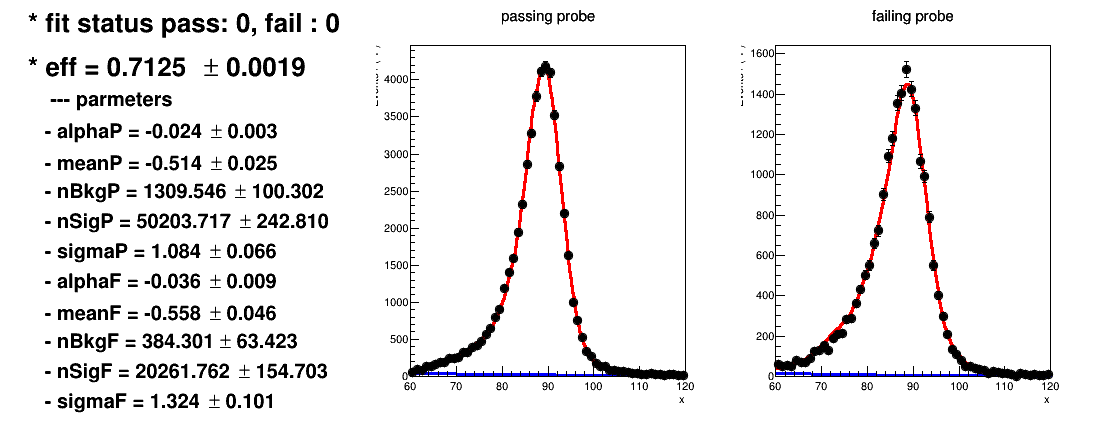 * fit status pass: 0, fail : 0
* eff = 0.7125 ± 0.0019
--- parmeters
- alphaP = -0.024 ± 0.003
- meanP = -0.514 ± 0.025
- nBkgP = 1309.546 ± 100.302
- nSigP = 50203.717 ± 242.810
- sigmaP = 1.084 ± 0.066
- alphaF = -0.036 ± 0.009
- meanF = -0.558 ± 0.046
- nBkgF = 384.301 ± 63.423
- nSigF = 20261.762 ± 154.703
- sigmaF = 1.324 ± 0.101
passing probe
4000
3500
3000
2500
2000
1500
1000
500
0
60 70 80 90 100 110 120
x
failing probe
1600
1400
1200
1000
800
600
400
200
0
60 70 80 90 100 110 120
x